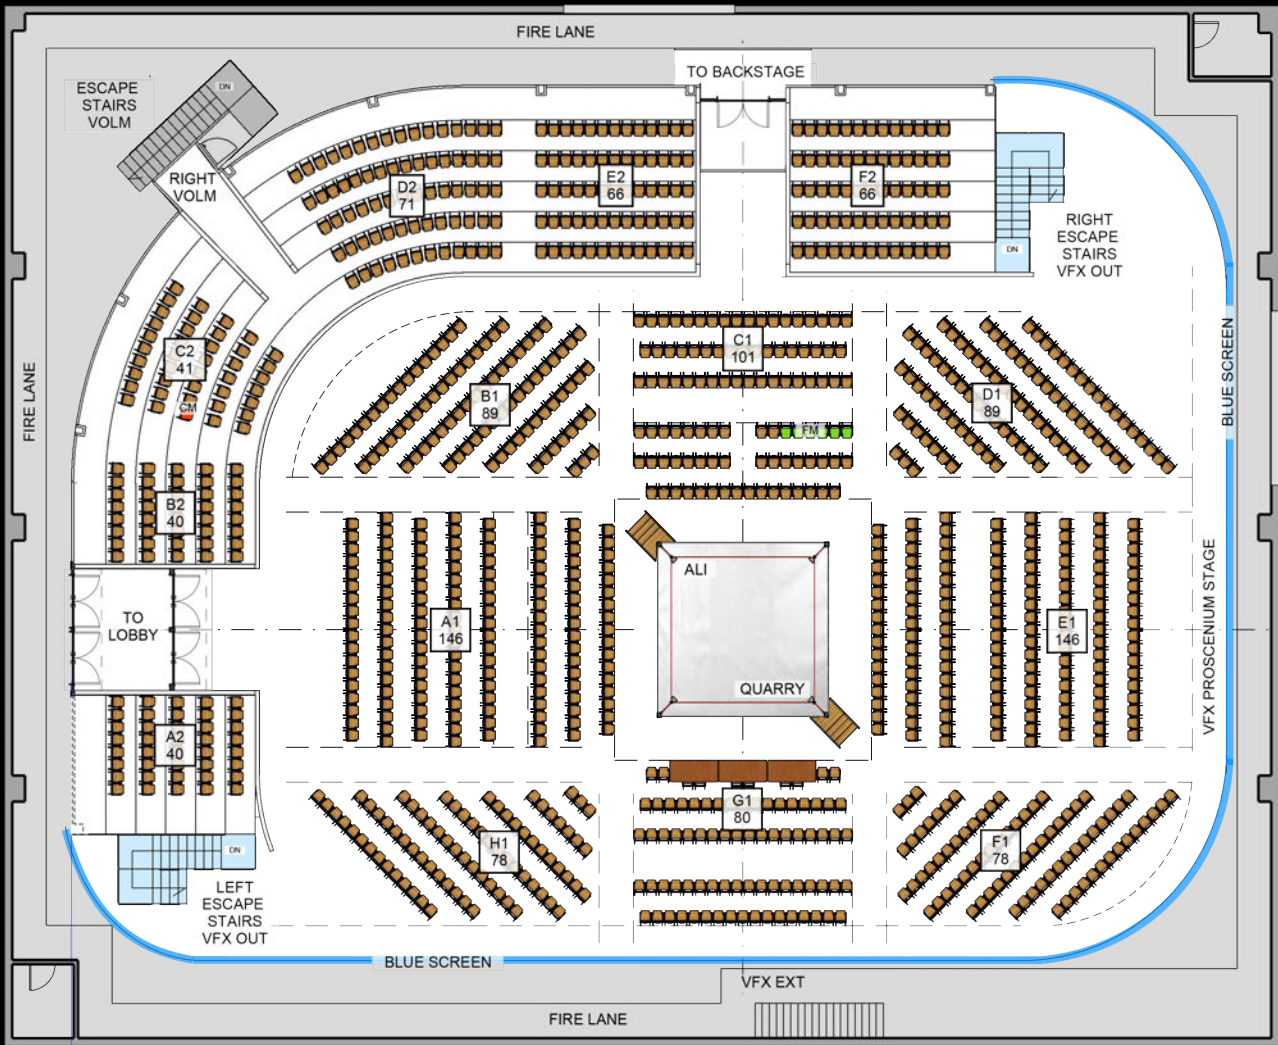 FIRE LANE
TO BACKSTAGE
ESCAPE
STAIRS
VOLM
DN
RIGHT
VOLM
D2
71
E2
66
F2
66
RIGHT
ESCAPE
STAIRS
VFX OUT
DN
C2
41
CM
B1
89
C1
101
FM
D1
89
FIRE LANE
BLUE SCREEN
B2
40
TO
LOBBY
A1
146
ALI
QUARRY
E1
146
VFX PROSCENIUM STAGE
A2
40
G1
80
H1
78
F1
78
DN
LEFT
ESCAPE
STAIRS
VFX OUT
BLUE SCREEN
VFX EXT
FIRE LANE